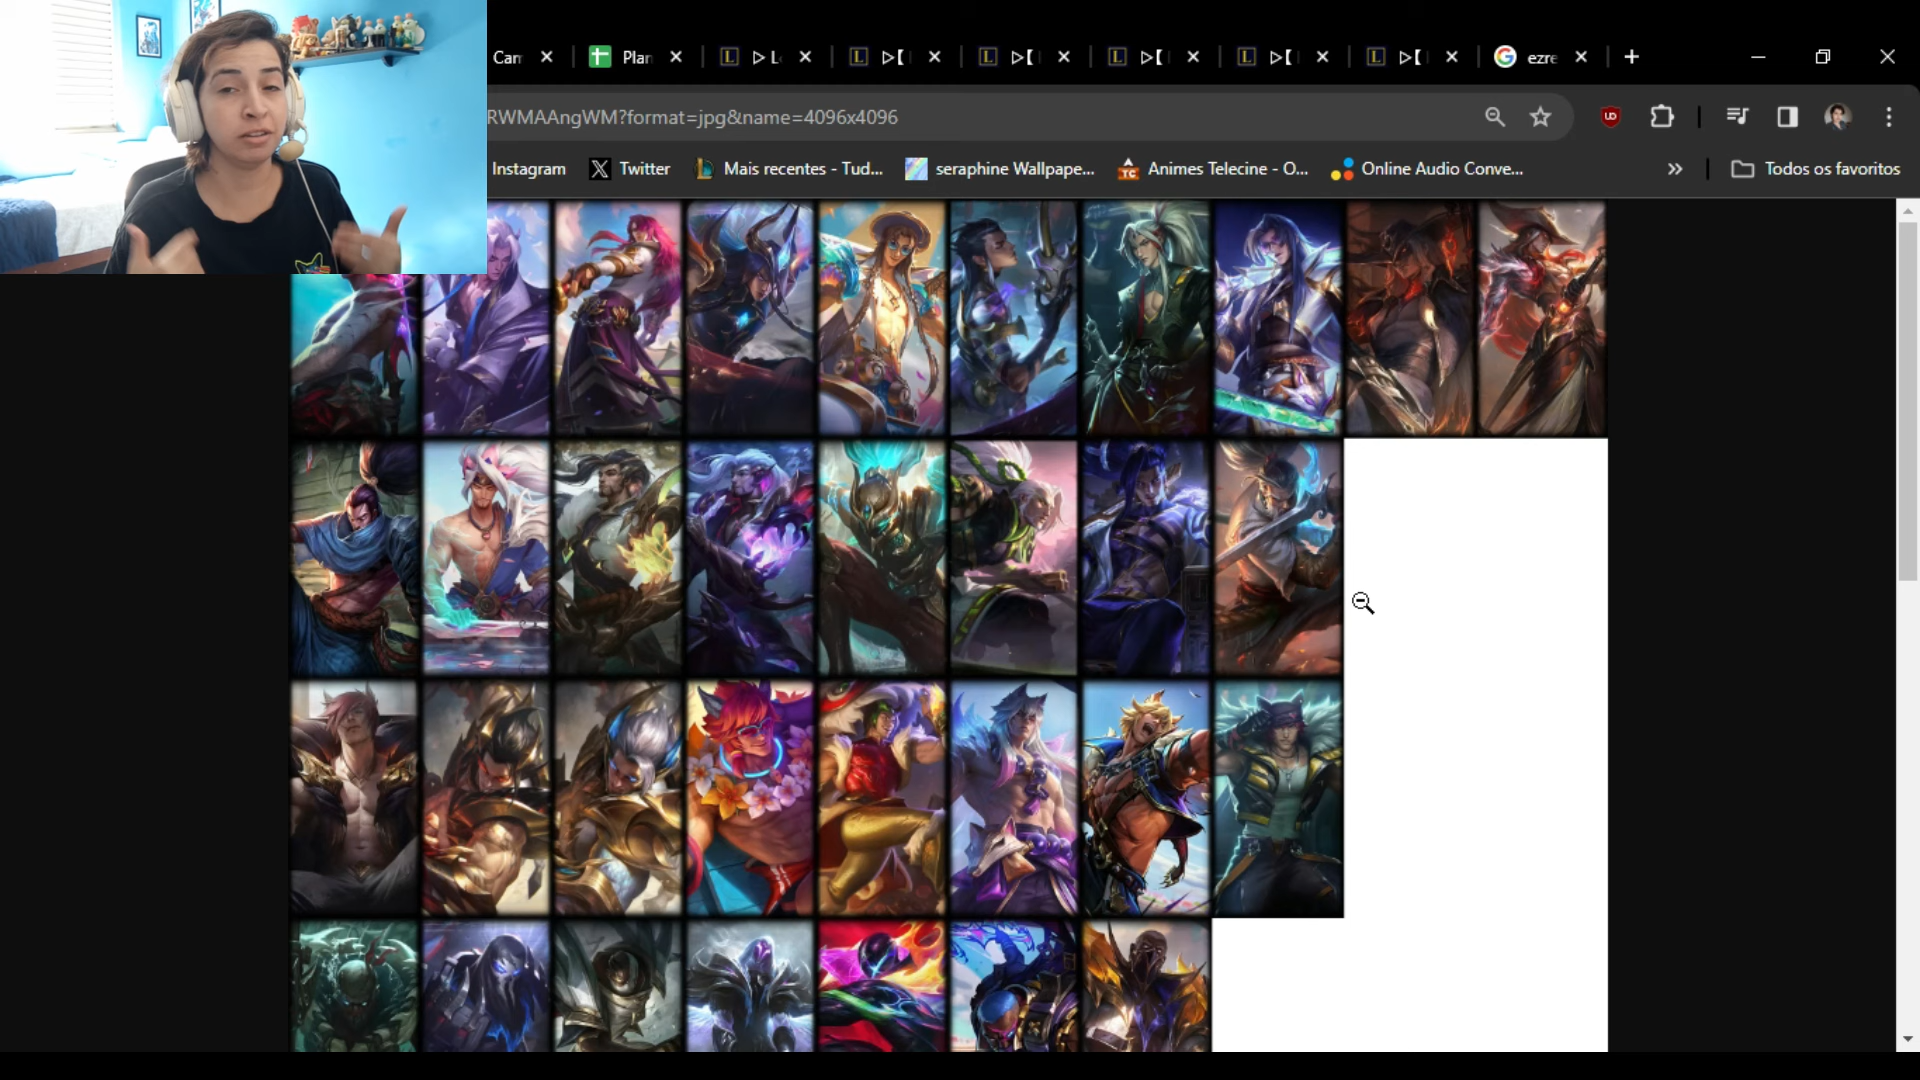 Can
Plan
L
ezre
RWMAAngWM?format=jpg&name=4096x4096
Instagram
Twitter
Mais recentes - Tud...
seraphine Wallpape...
Animes Telecine - O...
Online Audio Conve...
Todos os favoritos